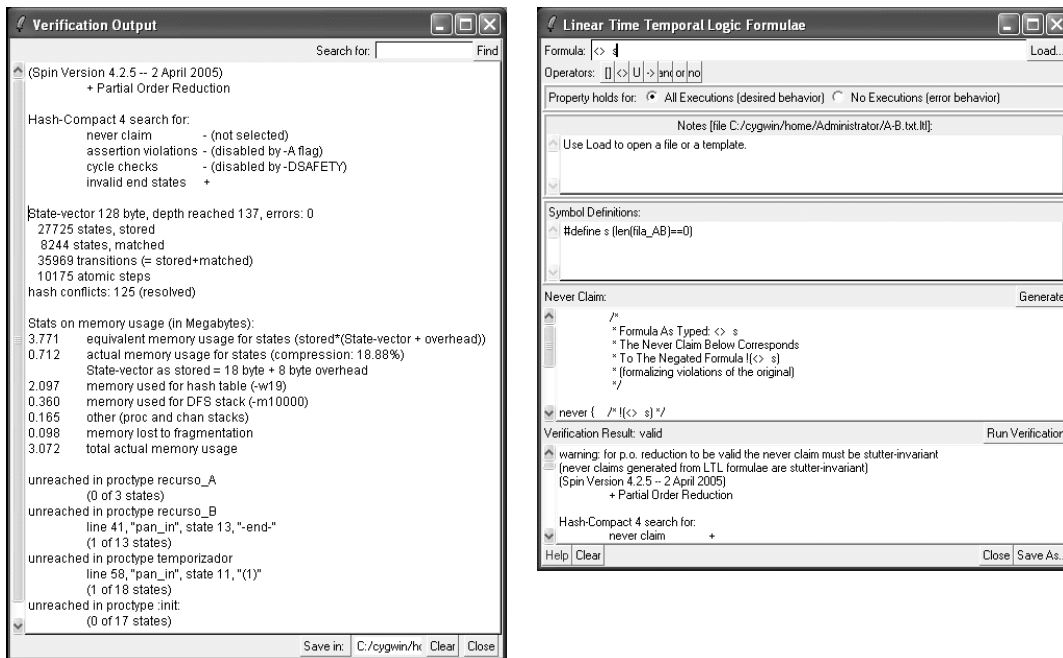 Verification Output
Search for:
Find
(Spin Version 4.2.5 -- 2 April 2005)
+ Partial Order Reduction
Hash-Compact 4 search for:
never claim - (not selected)
assertion violations - (disabled by -A flag)
cycle checks - (disabled by -DSAFETY)
invalid end states +
State-vector 128 byte, depth reached 137, errors: 0
27725 states, stored
8244 states, matched
35969 transitions (= stored+matched)
10175 atomic steps
hash conflicts: 125 (resolved)
Stats on memory usage (in Megabytes):
3.771 equivalent memory usage for states (stored*(State-vector + overhead))
0.712 actual memory usage for states (compression: 18.88%)
State-vector as stored = 18 byte + 8 byte overhead
2.097 memory used for hash table (-w19)
0.360 memory used for DFS stack (-m10000)
0.165 other (proc and chan stacks)
0.098 memory lost to fragmentation
3.072 total actual memory usage
unreached in proctype recurso_A
(0 of 3 states)
unreached in proctype recurso_B
line 41, "pan_in", state 13, "-end-"
(1 of 13 states)
unreached in proctype temporizador
line 58, "pan_in", state 11, "(1)"
(1 of 18 states)
unreached in proctype :init:
(0 of 17 states)
Save in: C:/cygwin/hc Clear Close
Linear Time Temporal Logic Formulae
Formula: <> s
Load...
Operators: [] <> U -> and or no
Property holds for: All Executions (desired behavior) No Executions (error behavior)
Notes [file C:/cygwin/home/Administrator/A-B.txt.ltl]:
Use Load to open a file or a template.
Symbol Definitions:
#define s (len(fila_AB)==0)
Never Claim:
Generate
/*
* Formula As Typed: <> s
* The Never Claim Below Corresponds
* To The Negated Formula !(<> s)
* (formalizing violations of the original)
*/
never { /* !(<> s) */
Verification Result: valid
Run Verification
warning: for p.o. reduction to be valid the never claim must be stutter-invariant
(never claims generated from LTL formulae are stutter-invariant)
(Spin Version 4.2.5 -- 2 April 2005)
+ Partial Order Reduction
Hash-Compact 4 search for:
never claim +
Help Clear Close Save As..